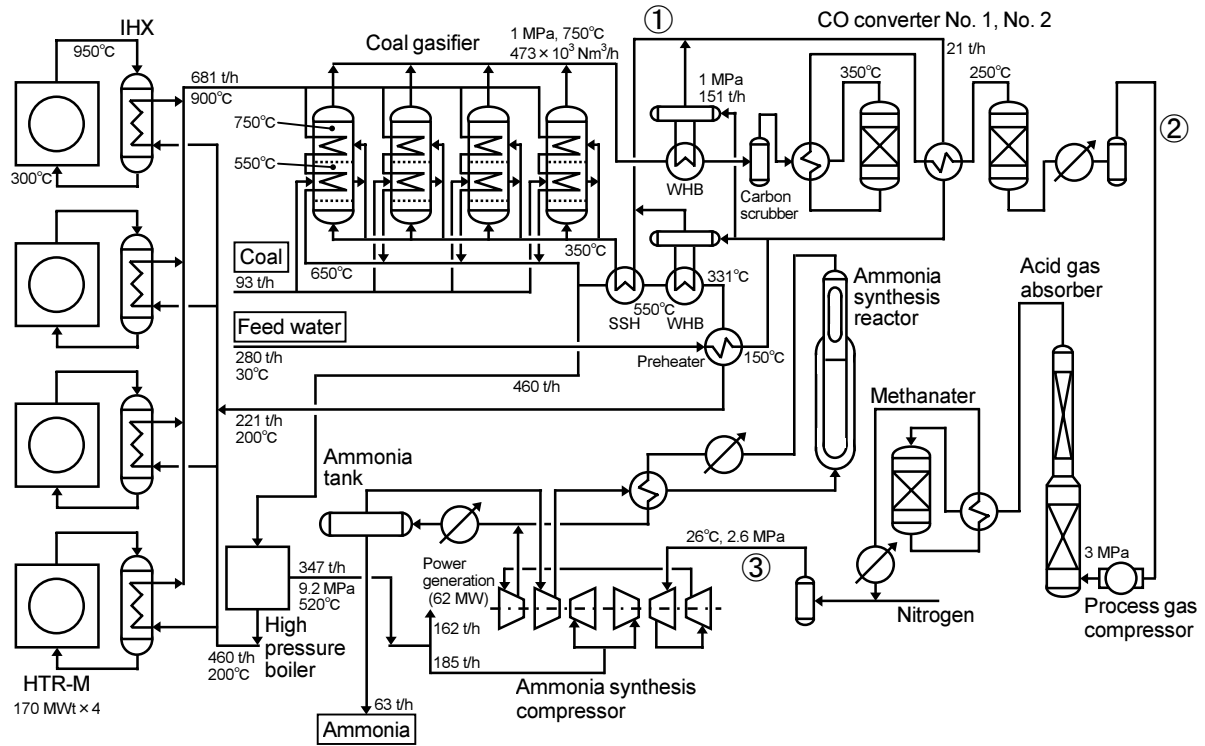 IHX
950℃
300℃
HTR-M
170 MWt × 4
681 t/h
900℃
Coal gasifier
1 MPa, 750℃
473 × 10³ Nm³/h
750℃
550℃
350℃
650℃
Coal
93 t/h
Feed water
280 t/h
30℃
460 t/h
221 t/h
200℃
①
CO converter No. 1, No. 2
21 t/h
1 MPa
151 t/h
350℃
250℃
②
WHB
Carbon
scrubber
331℃
550℃
SSH
WHB
Preheater
150℃
Ammonia
synthesis
reactor
Acid gas
absorber
Methanater
3 MPa
Process gas
compressor
Nitrogen
26℃, 2.6 MPa
③
Ammonia
tank
347 t/h
9.2 MPa
520℃
High
pressure
boiler
460 t/h
200℃
Power
generation
(62 MW)
162 t/h
185 t/h
Ammonia synthesis
compressor
63 t/h
Ammonia